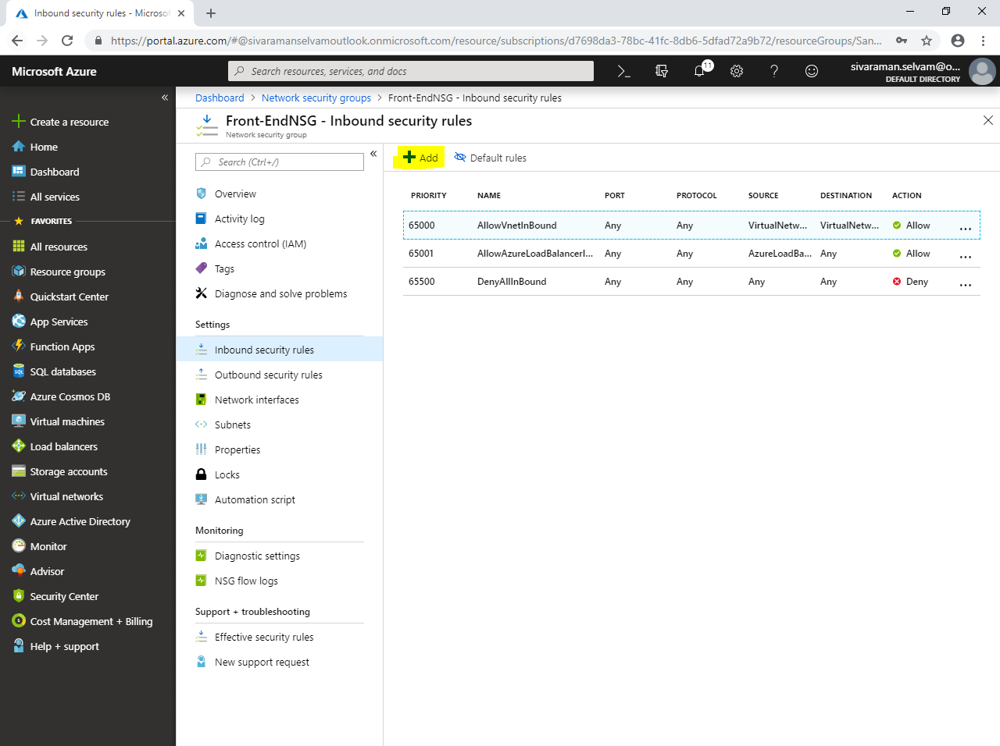 Inbound security rules - Microsof
https://portal.azure.com/#@sivaramanselvamoutlook.onmicrosoft.com/resource/subscriptions/d7698da3-78bc-41fc-8db6-5dfad72a9b72/resourceGroups/San...
Microsoft Azure
Search resources, services, and docs
11
sivaraman.selvam@o...
DEFAULT DIRECTORY
Create a resource
Home
Dashboard
All services
FAVORITES
All resources
Resource groups
Quickstart Center
App Services
Function Apps
SQL databases
Azure Cosmos DB
Virtual machines
Load balancers
Storage accounts
Virtual networks
Azure Active Directory
Monitor
Advisor
Security Center
Cost Management + Billing
Help + support
Dashboard > Network security groups > Front-EndNSG - Inbound security rules
Front-EndNSG - Inbound security rules
Network security group
Search (Ctrl+/)
Overview
Activity log
Access control (IAM)
Tags
Diagnose and solve problems
Settings
Inbound security rules
Outbound security rules
Network interfaces
Subnets
Properties
Locks
Automation script
Monitoring
Diagnostic settings
NSG flow logs
Support + troubleshooting
Effective security rules
New support request
Add Default rules
PRIORITY NAME PORT PROTOCOL SOURCE DESTINATION ACTION
65000 AllowVnetInBound Any Any VirtualNetw... VirtualNetw... Allow ...
65001 AllowAzureLoadBalancerI... Any Any AzureLoadBa... Any Allow ...
65500 DenyAllInBound Any Any Any Any Deny ...